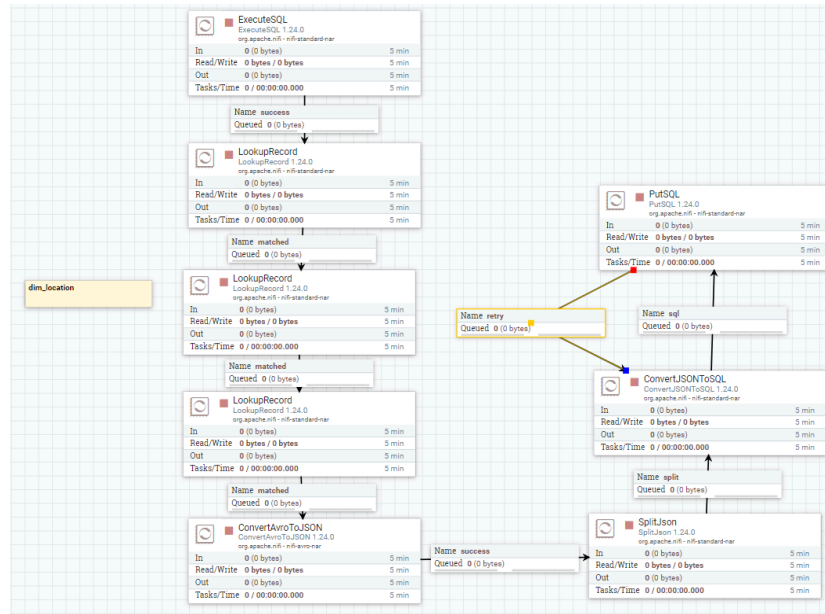 ExecuteSQL
ExecuteSQL 1.24.0
org.apache.nifi - nifi-standard-nar
In 0 (0 bytes) 5 min
Read/Write 0 bytes / 0 bytes 5 min
Out 0 (0 bytes) 5 min
Tasks/Time 0 / 00:00:00.000 5 min
Name success
Queued 0 (0 bytes)
LookupRecord
LookupRecord 1.24.0
org.apache.nifi - nifi-standard-nar
In 0 (0 bytes) 5 min
Read/Write 0 bytes / 0 bytes 5 min
Out 0 (0 bytes) 5 min
Tasks/Time 0 / 00:00:00.000 5 min
Name matched
Queued 0 (0 bytes)
dim_location
LookupRecord
LookupRecord 1.24.0
org.apache.nifi - nifi-standard-nar
In 0 (0 bytes) 5 min
Read/Write 0 bytes / 0 bytes 5 min
Out 0 (0 bytes) 5 min
Tasks/Time 0 / 00:00:00.000 5 min
Name matched
Queued 0 (0 bytes)
LookupRecord
LookupRecord 1.24.0
org.apache.nifi - nifi-standard-nar
In 0 (0 bytes) 5 min
Read/Write 0 bytes / 0 bytes 5 min
Out 0 (0 bytes) 5 min
Tasks/Time 0 / 00:00:00.000 5 min
Name matched
Queued 0 (0 bytes)
ConvertAvroToJSON
ConvertAvroToJSON 1.24.0
org.apache.nifi - nifi-avro-nar
In 0 (0 bytes) 5 min
Read/Write 0 bytes / 0 bytes 5 min
Out 0 (0 bytes) 5 min
Tasks/Time 0 / 00:00:00.000 5 min
Name success
Queued 0 (0 bytes)
SplitJson
SplitJson 1.24.0
org.apache.nifi - nifi-standard-nar
In 0 (0 bytes) 5 min
Read/Write 0 bytes / 0 bytes 5 min
Out 0 (0 bytes) 5 min
Tasks/Time 0 / 00:00:00.000 5 min
Name split
Queued 0 (0 bytes)
ConvertJSONToSQL
ConvertJSONToSQL 1.24.0
org.apache.nifi - nifi-standard-nar
In 0 (0 bytes) 5 min
Read/Write 0 bytes / 0 bytes 5 min
Out 0 (0 bytes) 5 min
Tasks/Time 0 / 00:00:00.000 5 min
Name sql
Queued 0 (0 bytes)
Name retry
Queued 0 (0 bytes)
PutSQL
PutSQL 1.24.0
org.apache.nifi - nifi-standard-nar
In 0 (0 bytes) 5 min
Read/Write 0 bytes / 0 bytes 5 min
Out 0 (0 bytes) 5 min
Tasks/Time 0 / 00:00:00.000 5 min